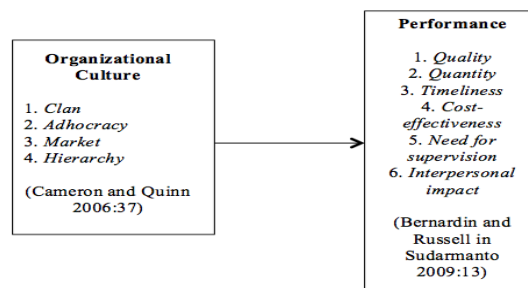 Organizational
Culture
1. Clan
2. Adhocracy
3. Market
4. Hierarchy
(Cameron and Quinn
2006:37)
Performance
1. Quality
2. Quantity
3. Timeliness
4. Cost-
effectiveness
5. Need for
supervision
6. Interpersonal
impact
(Bernardin and
Russell in
Sudarmanto
2009:13)